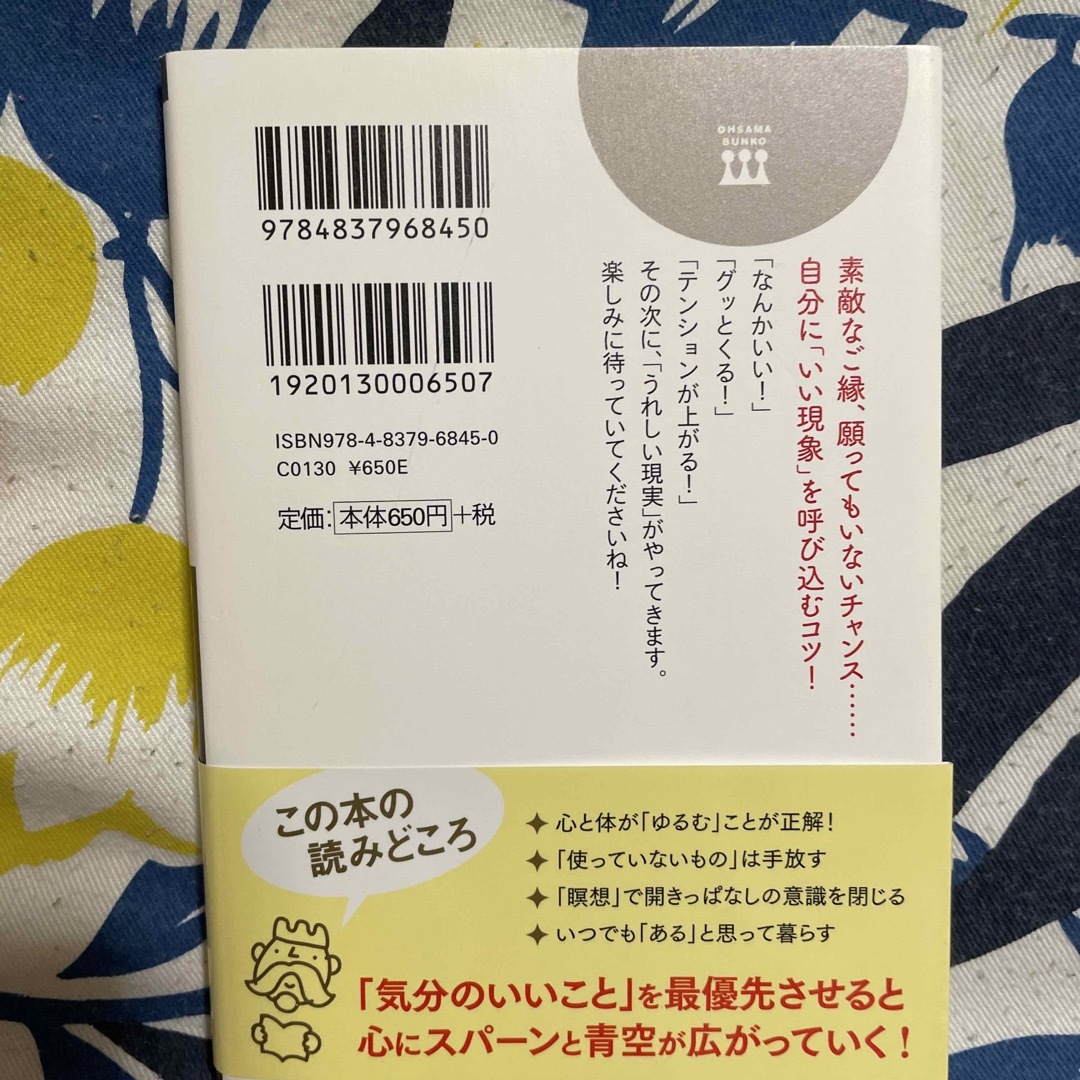 OHSAMA
BUNKO
素敵なご縁、願ってもいないチャンス……
自分に「いい現象」を呼び込むコツ！
「なんかいい！」
「グッとくる！」
「テンションが上がる！」
その次に、「うれしい現実」がやってきます。
楽しみに待っていてくださいね！
9784837968450
1920130006507
ISBN978-4-8379-6845-0
C0130 ¥650E
定価：本体650円+税
この本の
読みどころ
✦ 心と体が「ゆるむ」ことが正解！
✦ 「使っていないもの」は手放す
✦ 「瞑想」で開きっぱなしの意識を閉じる
✦ いつでも「ある」と思って暮らす
「気分のいいこと」を最優先させると
心にスパーンと青空が広がっていく！